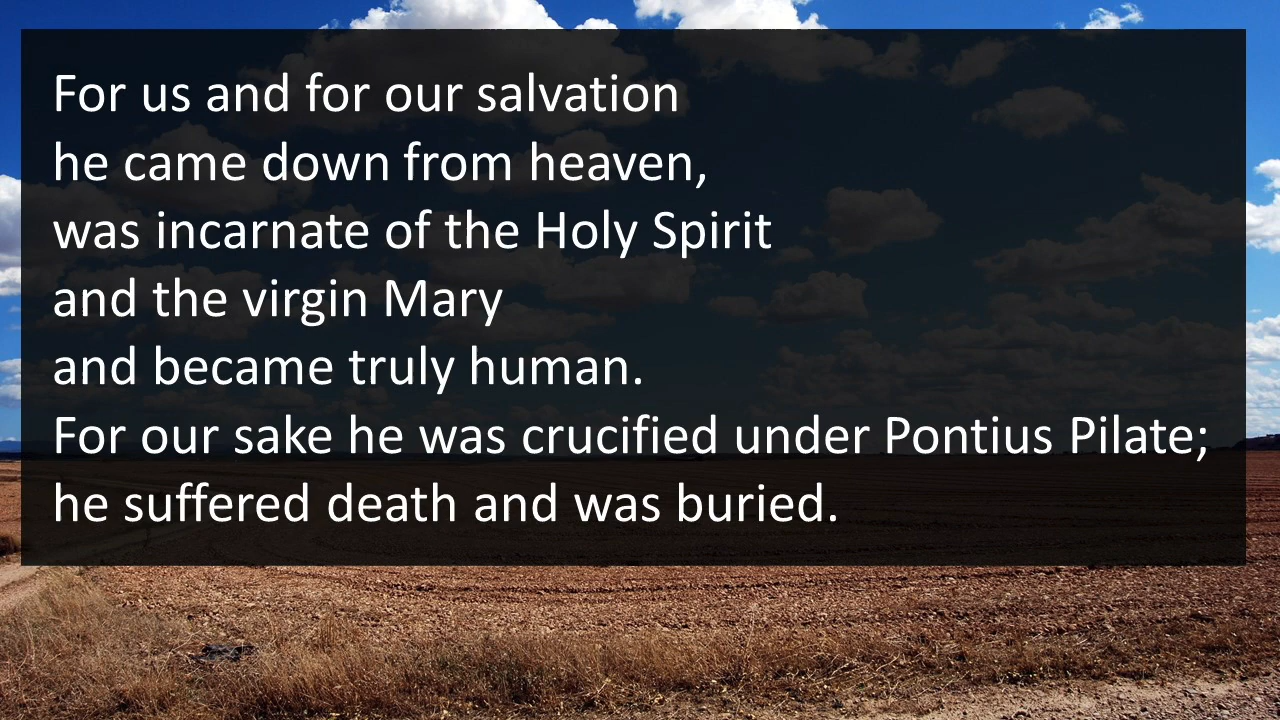 For us and for our salvation
he came down from heaven,
was incarnate of the Holy Spirit
and the virgin Mary
and became truly human.
For our sake he was crucified under Pontius Pilate;
he suffered death and was buried.